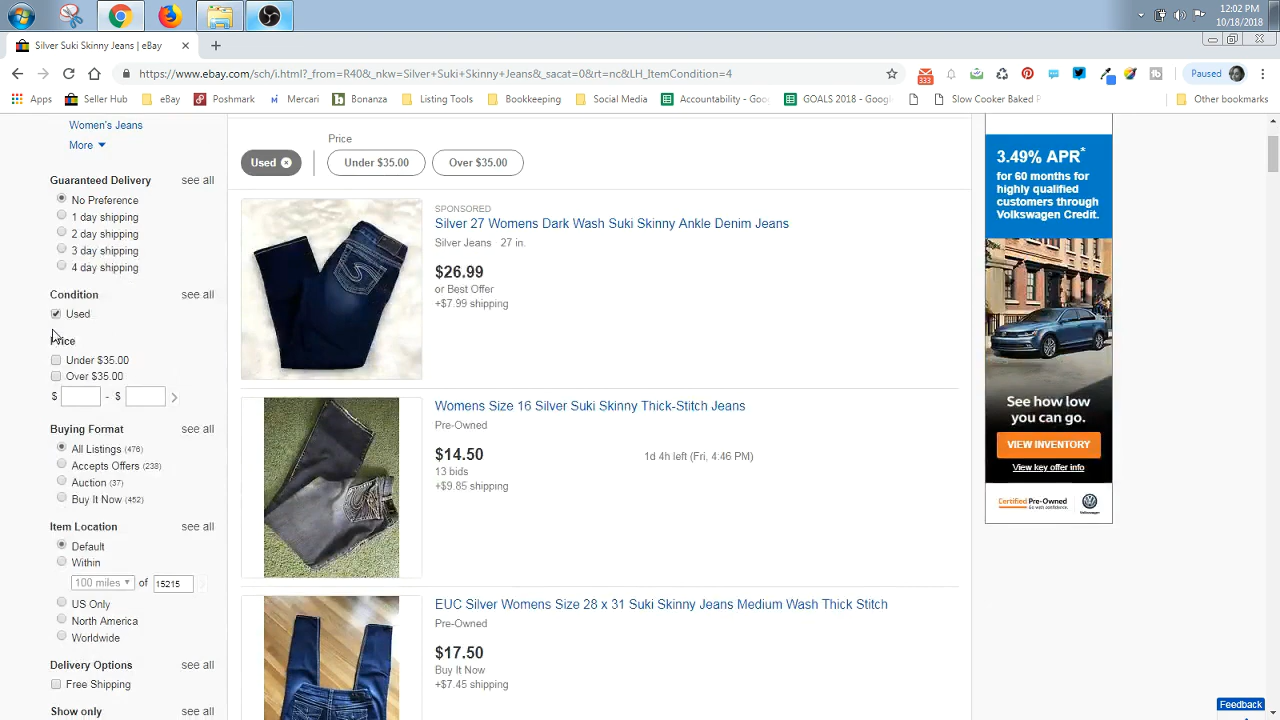 12:02 PM
10/18/2018
Silver Suki Skinny Jeans | eBay
https://www.ebay.com/sch/i.html?_from=R40&_nkw=Silver+Suki+Skinny+Jeans&_sacat=0&rt=nc&LH_ItemCondition=4
333
Paused
Apps
Seller Hub
eBay
Poshmark
Mercari
Bonanza
Listing Tools
Bookkeeping
Social Media
Accountability - Goo
GOALS 2018 - Google
Slow Cooker Baked P
Other bookmarks
Women's Jeans
More
Guaranteed Delivery see all
No Preference
1 day shipping
2 day shipping
3 day shipping
4 day shipping
Condition see all
Used
Price
Under $35.00
Over $35.00
$ - $
Buying Format see all
All Listings (476)
Accepts Offers (238)
Auction (37)
Buy It Now (452)
Item Location see all
Default
Within
100 miles of 15215
US Only
North America
Worldwide
Delivery Options see all
Free Shipping
Show only see all
Price
Used Under $35.00 Over $35.00
SPONSORED
Silver 27 Womens Dark Wash Suki Skinny Ankle Denim Jeans
Silver Jeans 27 in.
$26.99
or Best Offer
+$7.99 shipping
Womens Size 16 Silver Suki Skinny Thick-Stitch Jeans
Pre-Owned
$14.50 1d 4h left (Fri, 4:46 PM)
13 bids
+$9.85 shipping
EUC Silver Womens Size 28 x 31 Suki Skinny Jeans Medium Wash Thick Stitch
Pre-Owned
$17.50
Buy It Now
+$7.45 shipping
3.49% APR*
for 60 months for
highly qualified
customers through
Volkswagen Credit.
See how low
you can go.
VIEW INVENTORY
View key offer info
Certified Pre-Owned
Volkswagen
Feedback